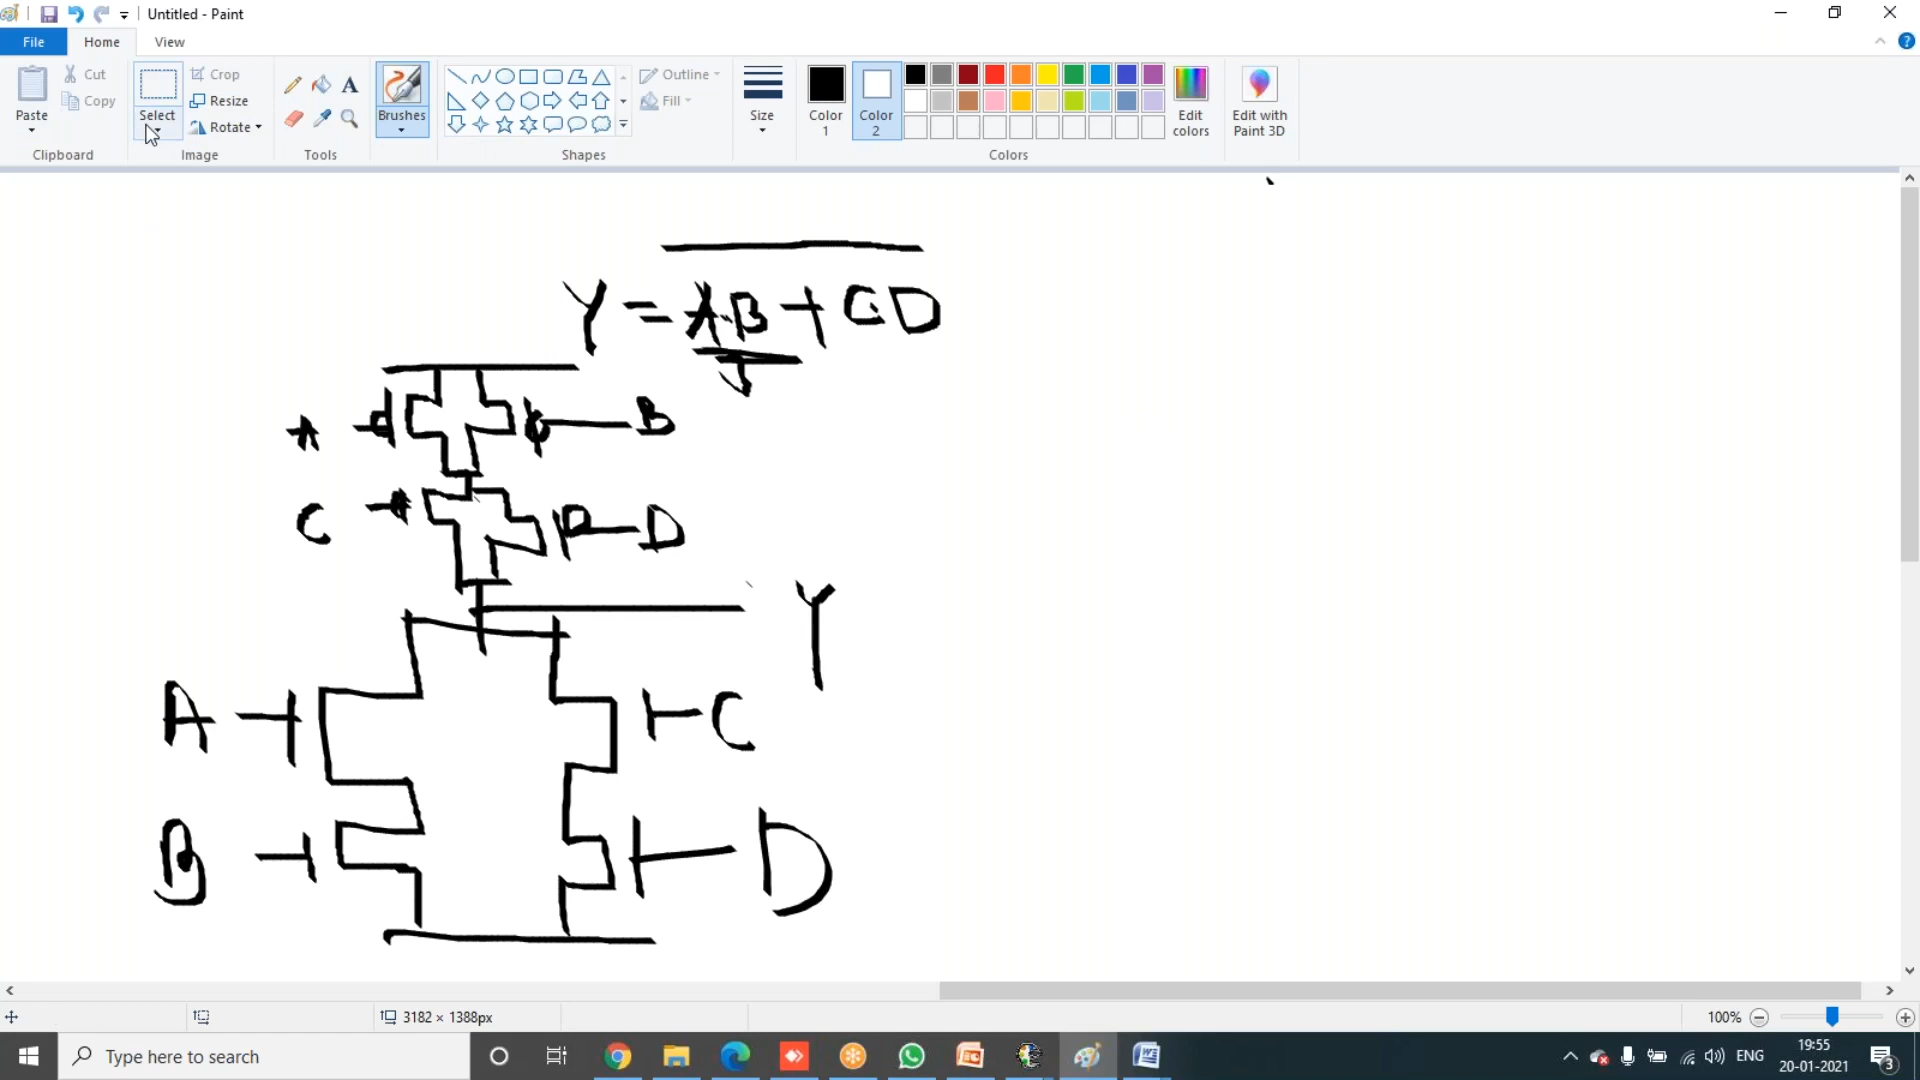 Untitled - Paint
File Home View
Paste
Cut
Copy
Clipboard
Select
Crop
Resize
Rotate
Image
Tools
Brushes
Outline
Fill
Shapes
Size
Color 1
Color 2
Colors
Edit colors
Edit with Paint 3D
Y = A.B + CD
A B
C D
Y
A C
B D
3182 × 1388px
100%
Type here to search
ENG
19:55
20-01-2021
3